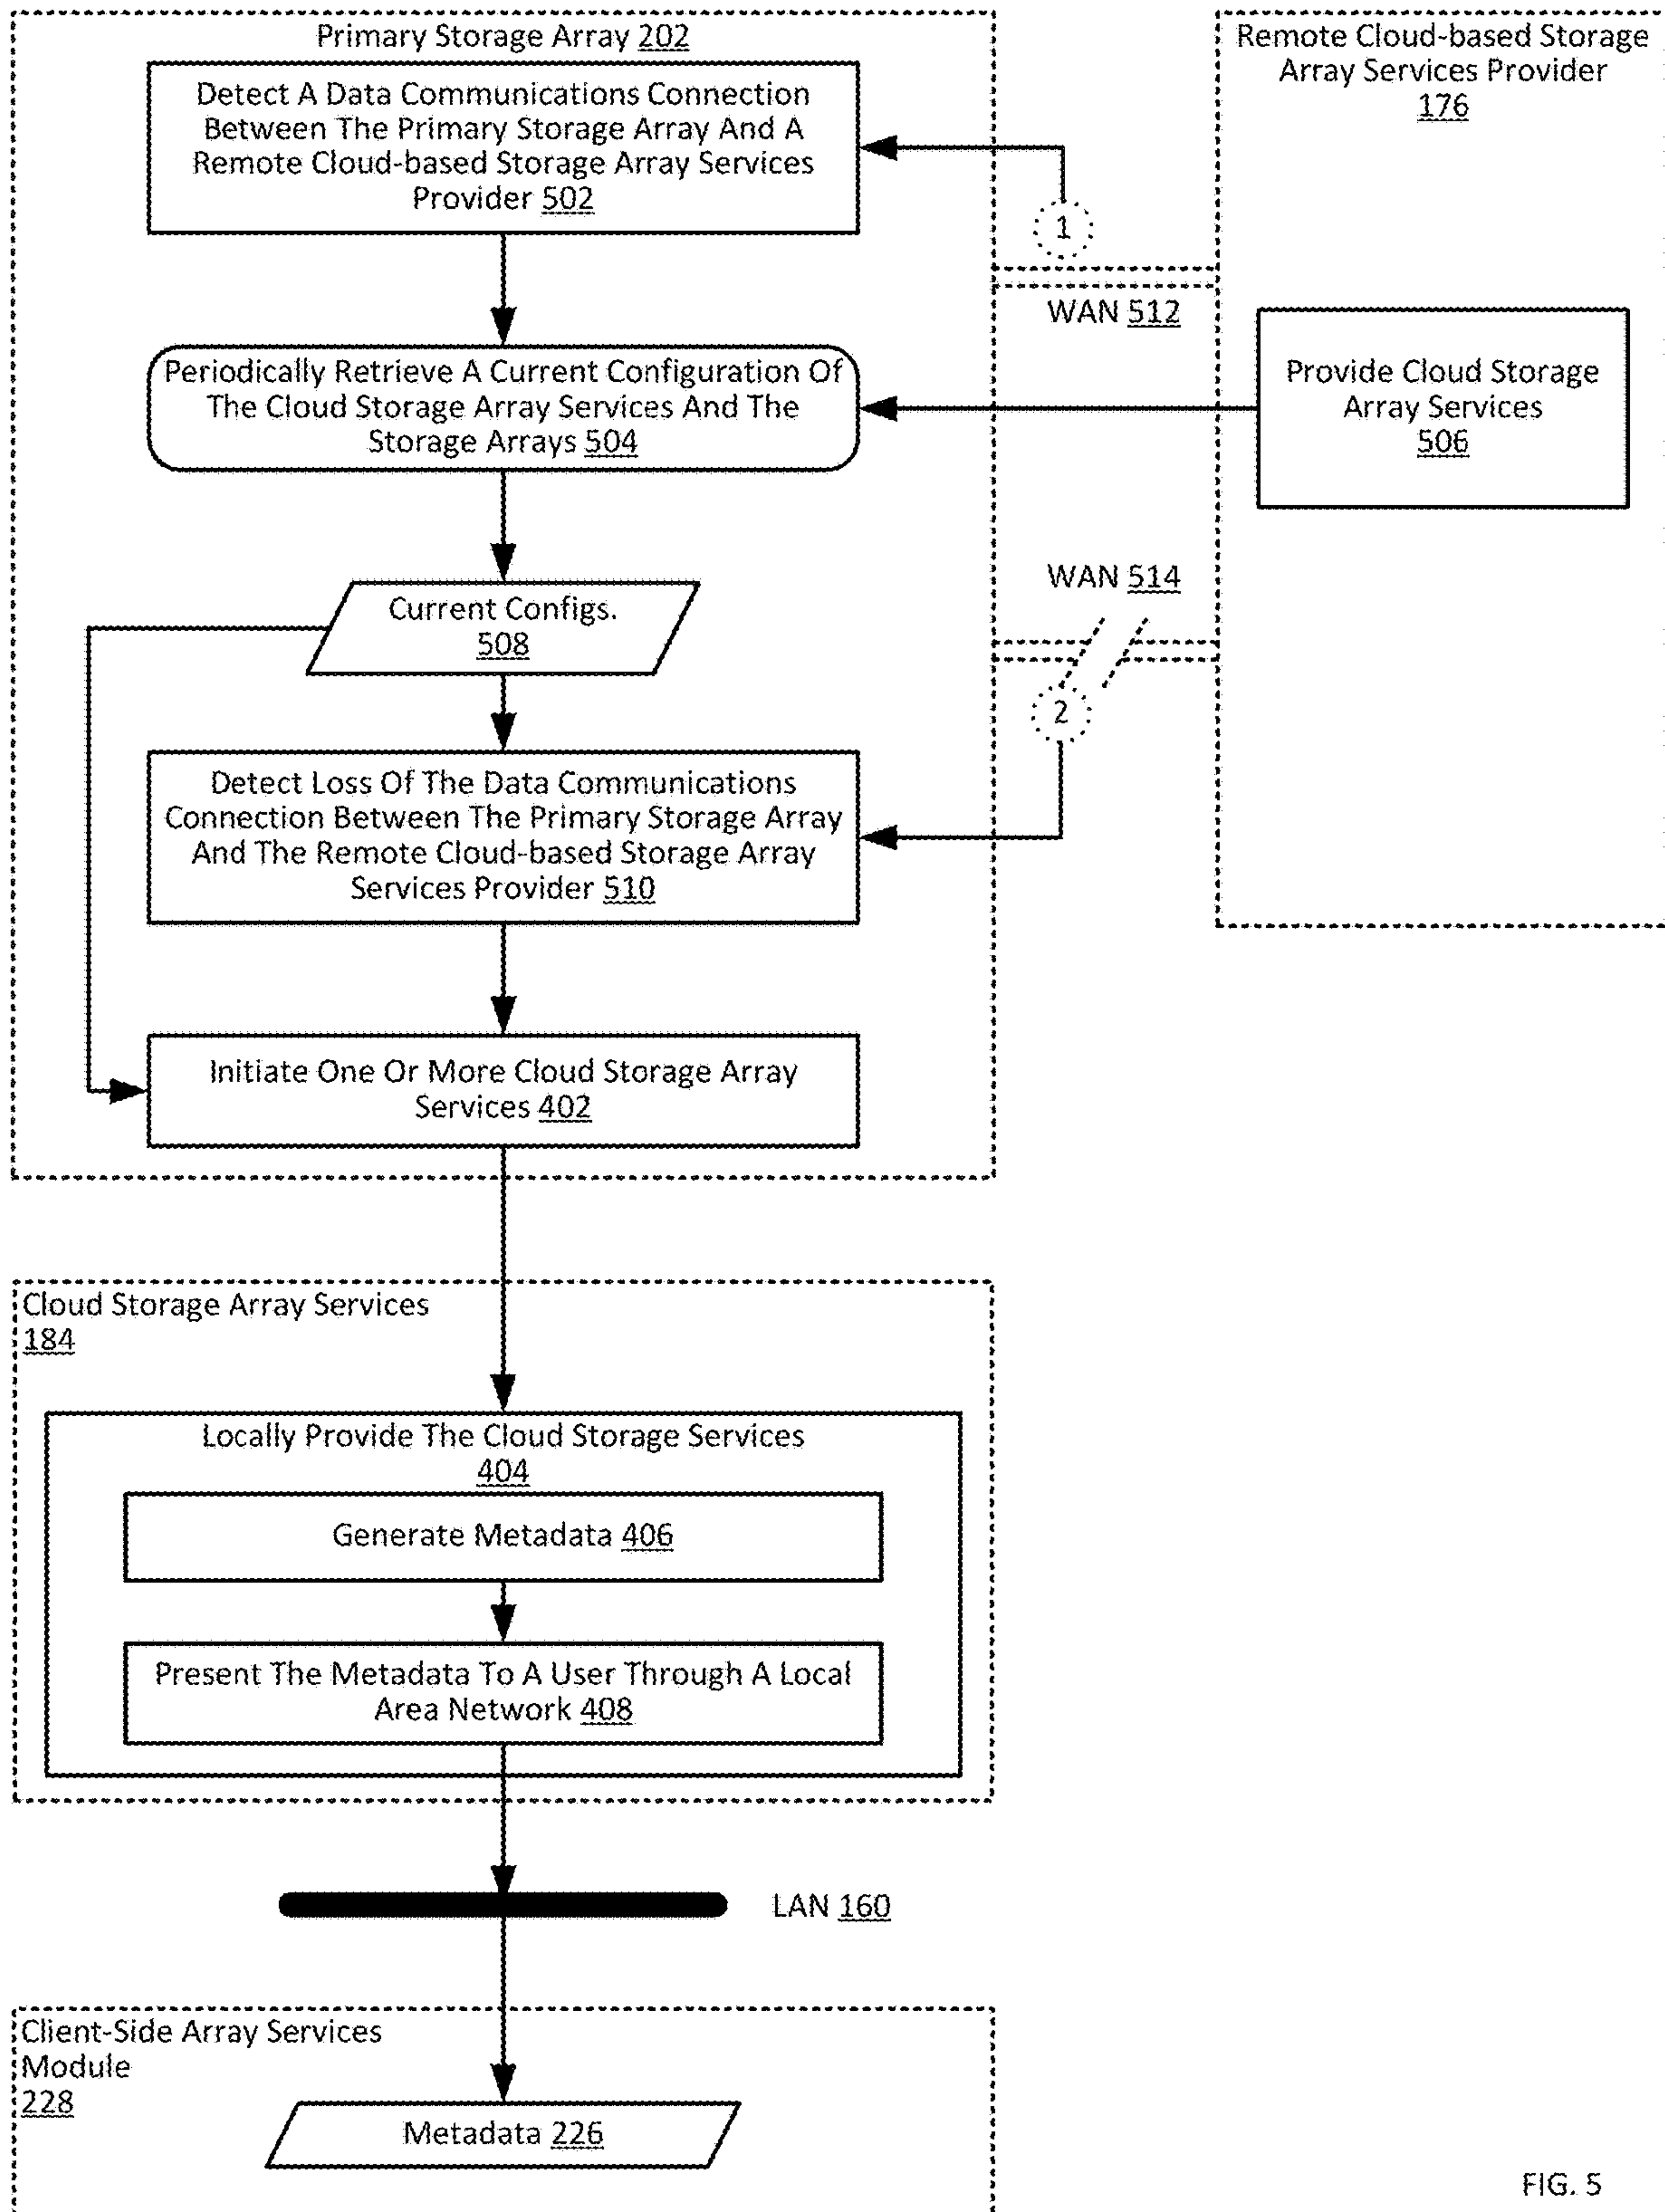 Primary Storage Array 202
Detect A Data Communications Connection
Between The Primary Storage Array And A
Remote Cloud-based Storage Array Services
Provider 502
1
Remote Cloud-based Storage
Array Services Provider
176
WAN 512
Periodically Retrieve A Current Configuration Of
The Cloud Storage Array Services And The
Storage Arrays 504
Provide Cloud Storage
Array Services
506
Current Configs.
508
WAN 514
2
Detect Loss Of The Data Communications
Connection Between The Primary Storage Array
And The Remote Cloud-based Storage Array
Services Provider 510
Initiate One Or More Cloud Storage Array
Services 402
Cloud Storage Array Services
184
Locally Provide The Cloud Storage Services
404
Generate Metadata 406
Present The Metadata To A User Through A Local
Area Network 408
LAN 160
Client-Side Array Services
Module
228
Metadata 226
FIG. 5